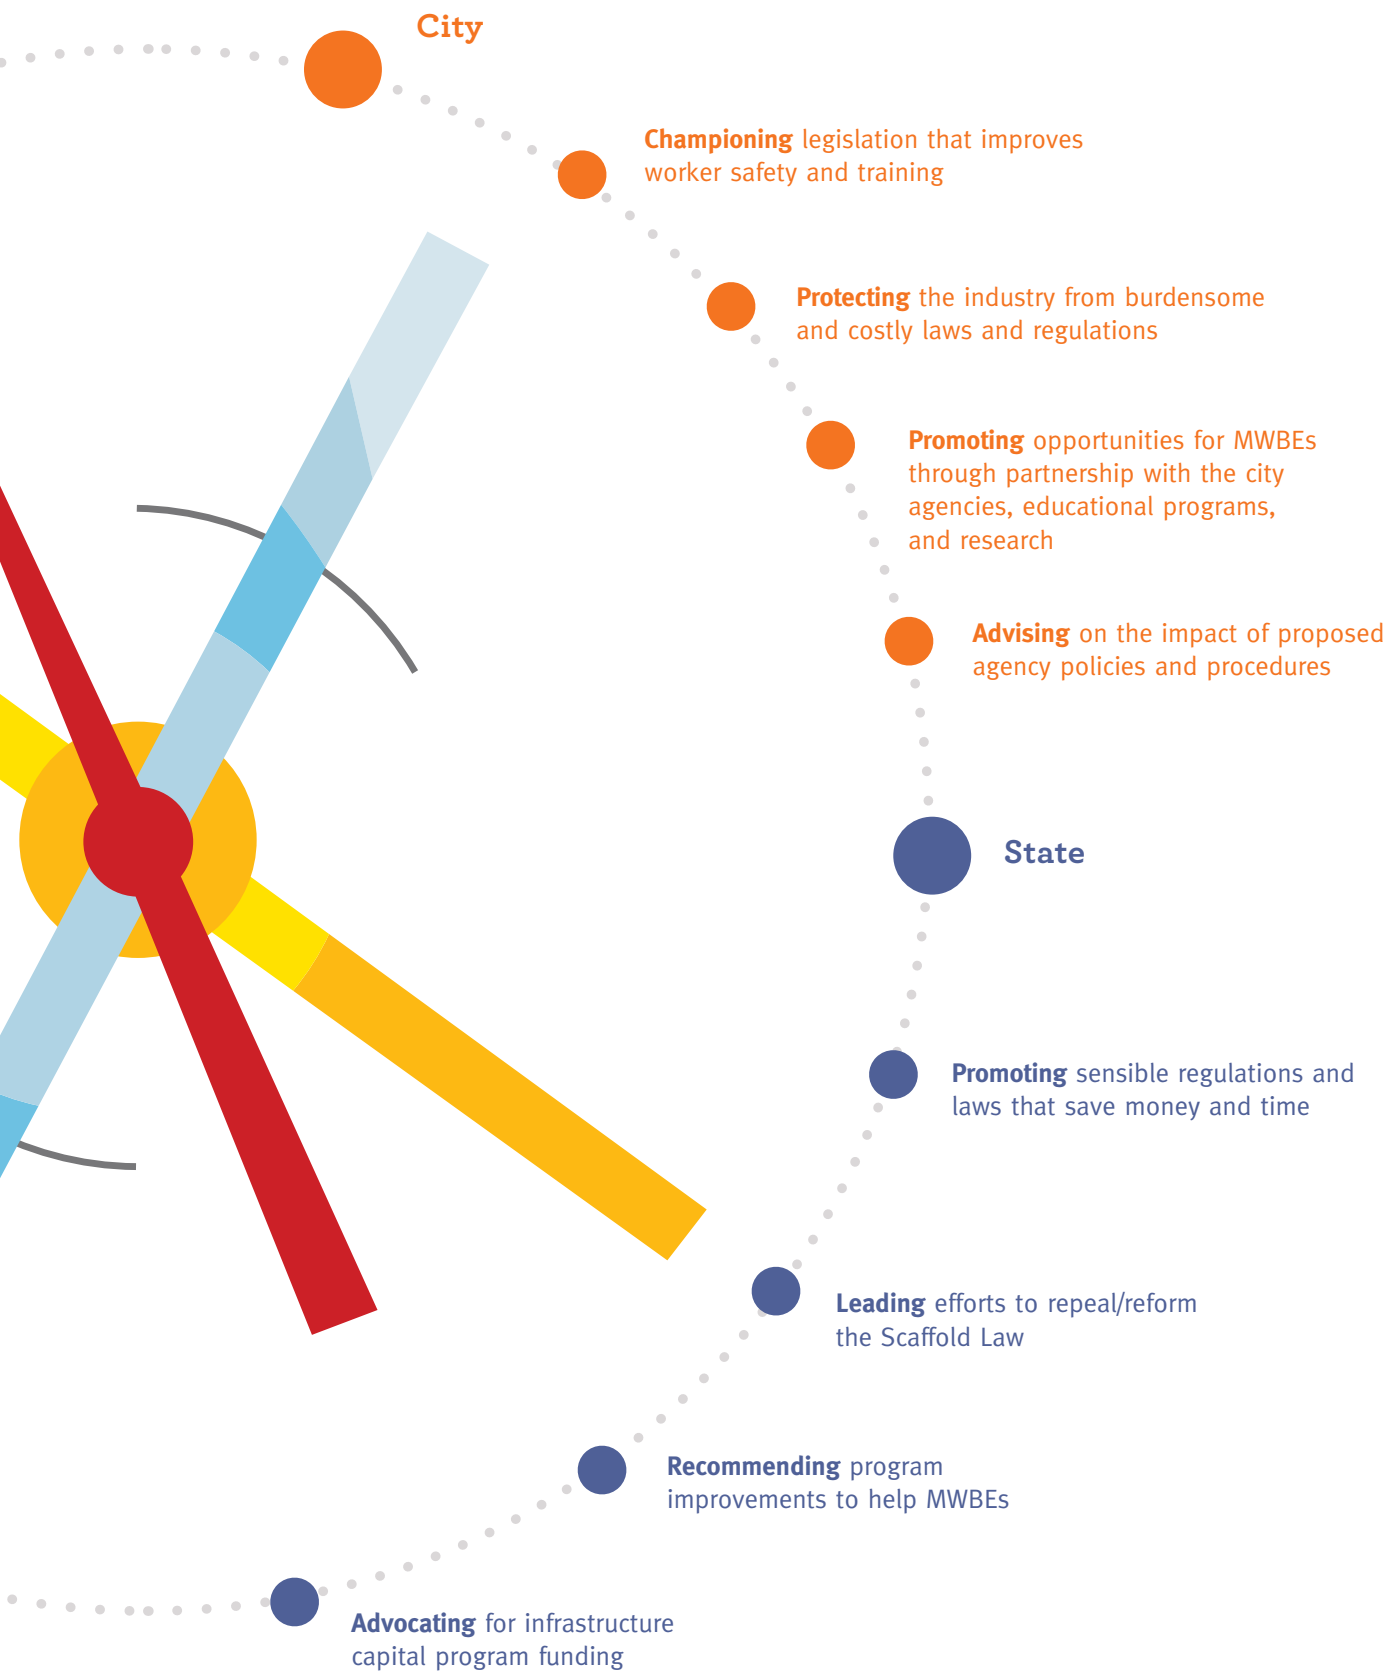 City
Championing legislation that improves
worker safety and training
Protecting the industry from burdensome
and costly laws and regulations
Promoting opportunities for MWBEs
through partnership with the city
agencies, educational programs,
and research
Advising on the impact of proposed
agency policies and procedures
State
Promoting sensible regulations and
laws that save money and time
Leading efforts to repeal/reform
the Scaffold Law
Recommending program
improvements to help MWBEs
Advocating for infrastructure
capital program funding